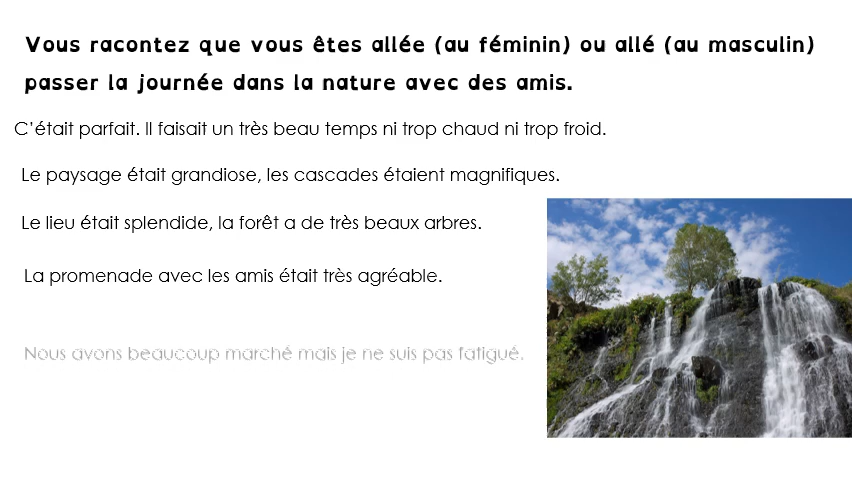 Vous racontez que vous êtes allée (au féminin) ou allé (au masculin)
passer la journée dans la nature avec des amis.
C'était parfait. Il faisait un très beau temps ni trop chaud ni trop froid.
Le paysage était grandiose, les cascades étaient magnifiques.
Le lieu était splendide, la forêt a de très beaux arbres.
La promenade avec les amis était très agréable.
Nous avons beaucoup marché mais je ne suis pas fatigué.